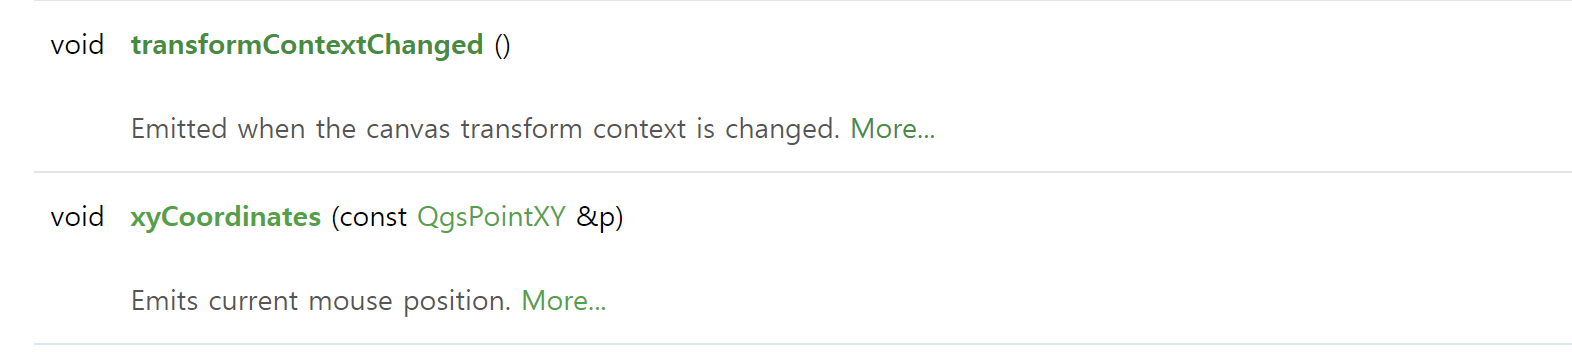 void transformContextChanged ()
Emitted when the canvas transform context is changed. More...
void xyCoordinates (const QgsPointXY &p)
Emits current mouse position. More...